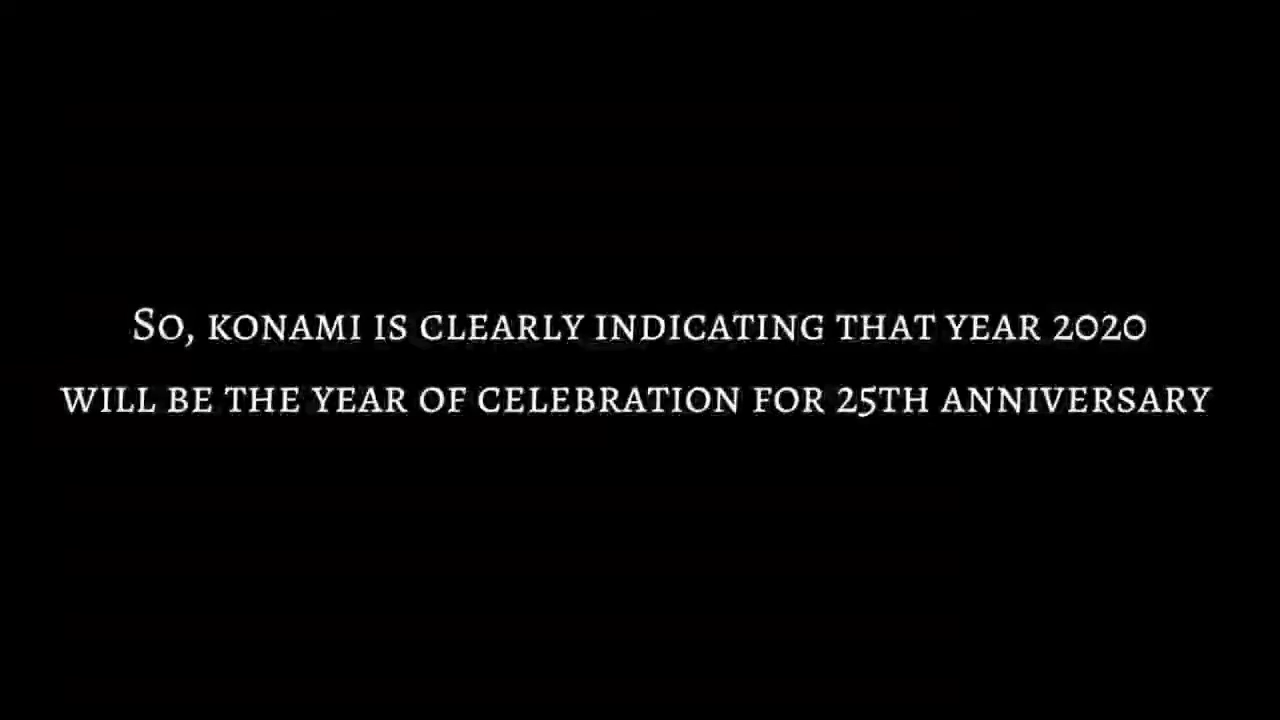 So, konami is clearly indicating that year 2020
will be the year of celebration for 25th anniversary